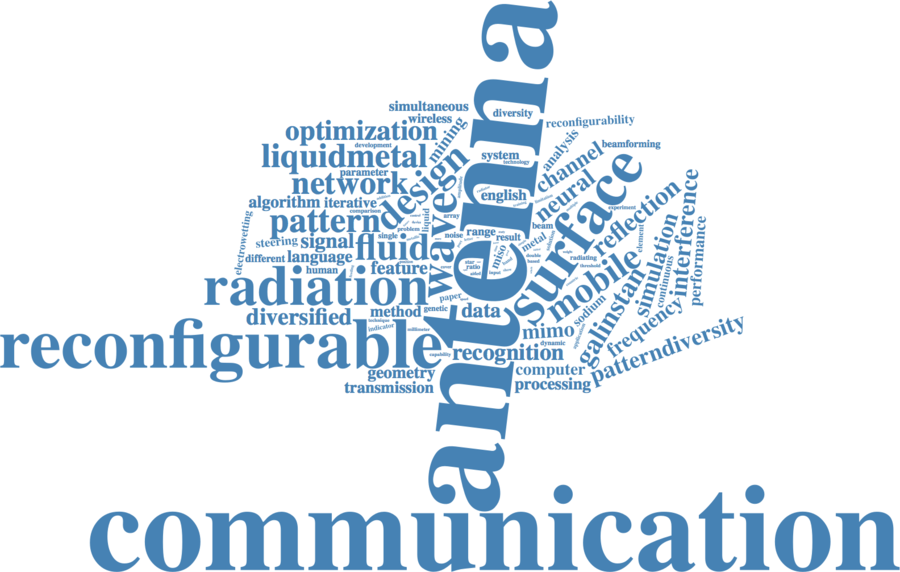 antenna
simultaneous
wireless
diversity
reconfigurability
optimization
development
mining
analysis
beamforming
liquidmetal
system
technology
channel
parameter
network
design
english
neural
surface
algorithm
iterative
comparison
pattern
liquid
array
wave
single
problem
noise
range
result
beam
metal
reflection
experiment
element
interference
electrowetting
steering
signal
fluid
miso
double
based
radiating
threshold
different
language
human
feature
star
ratio
mobile
simulation
continuous
performance
radiation
paper
galinstan
sodium
diversified
method
genetic
data
frequency
technique
indicator
millimeter
mimo
dynamic
application
patterndiversity
reconfigurable
capability
recognition
geometry
computer
transmission
processing
communication